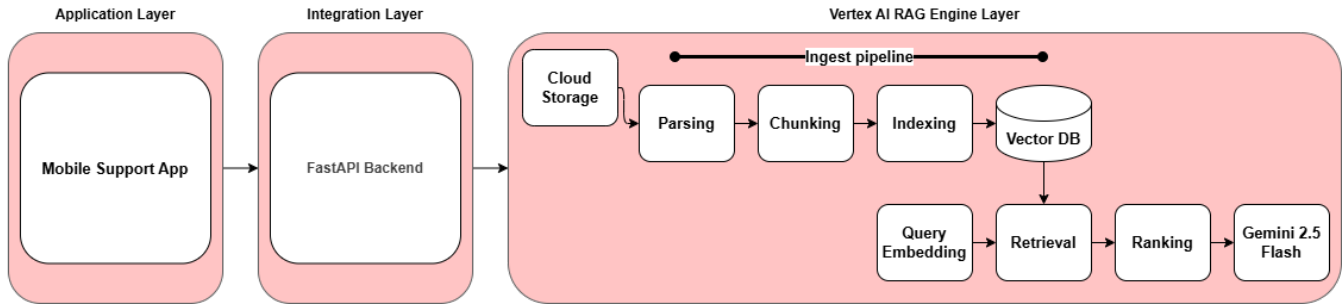 Application Layer
Integration Layer
Vertex AI RAG Engine Layer
Mobile Support App
FastAPI Backend
Cloud
Storage
Ingest pipeline
Parsing
Chunking
Indexing
Vector DB
Query
Embedding
Retrieval
Ranking
Gemini 2.5
Flash